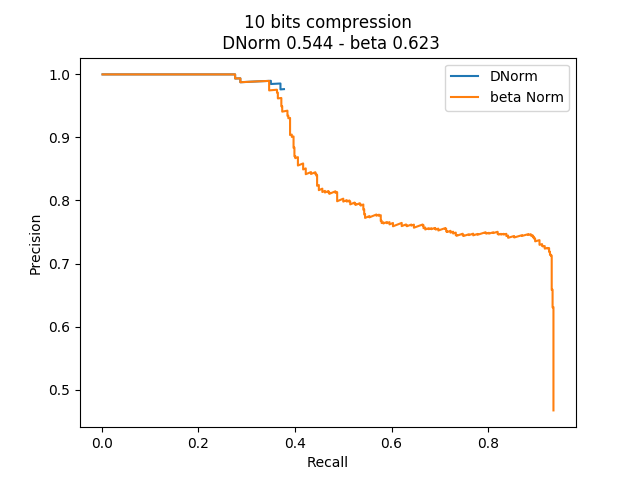 10 bits compression
DNorm 0.544 - beta 0.623
DNorm
beta Norm
1.0
0.9
0.8
0.7
0.6
0.5
Precision
0.0
0.2
0.4
0.6
0.8
Recall